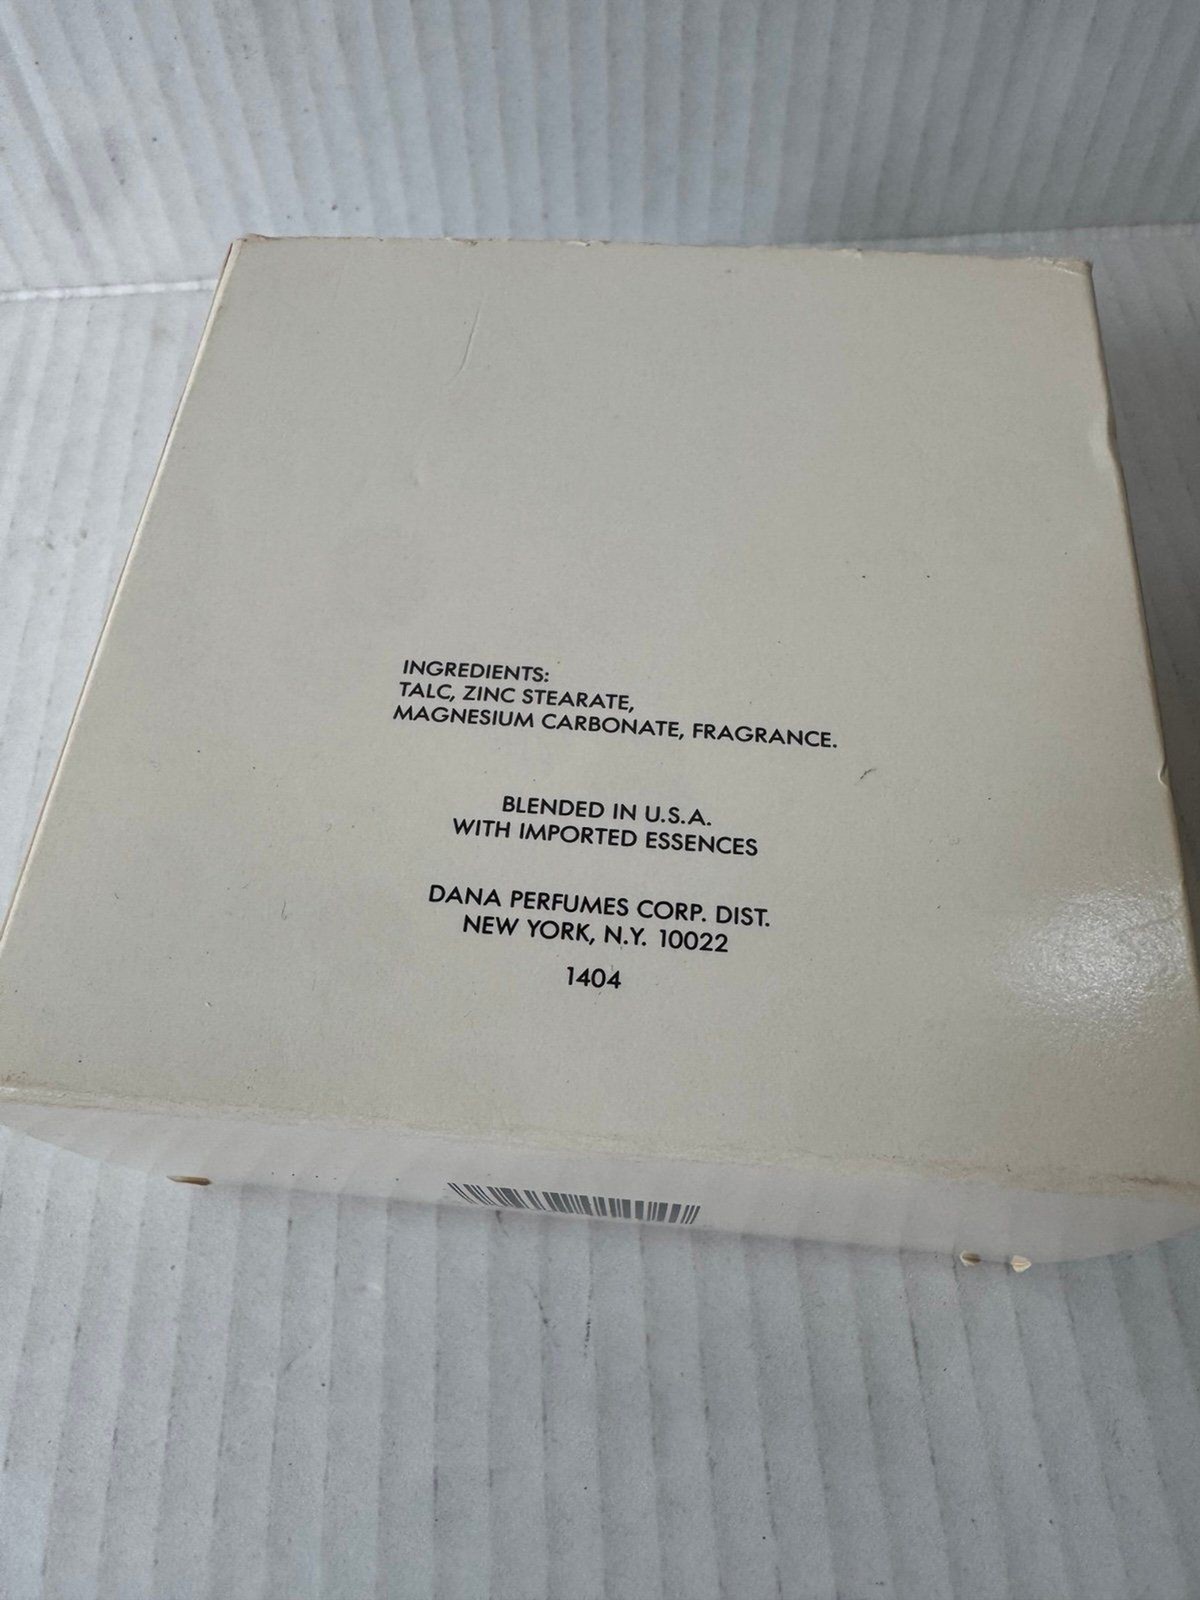 INGREDIENTS:
TALC, ZINC STEARATE,
MAGNESIUM CARBONATE, FRAGRANCE.
BLENDED IN U.S.A.
WITH IMPORTED ESSENCES
DANA PERFUMES CORP. DIST.
NEW YORK, N.Y. 10022
1404